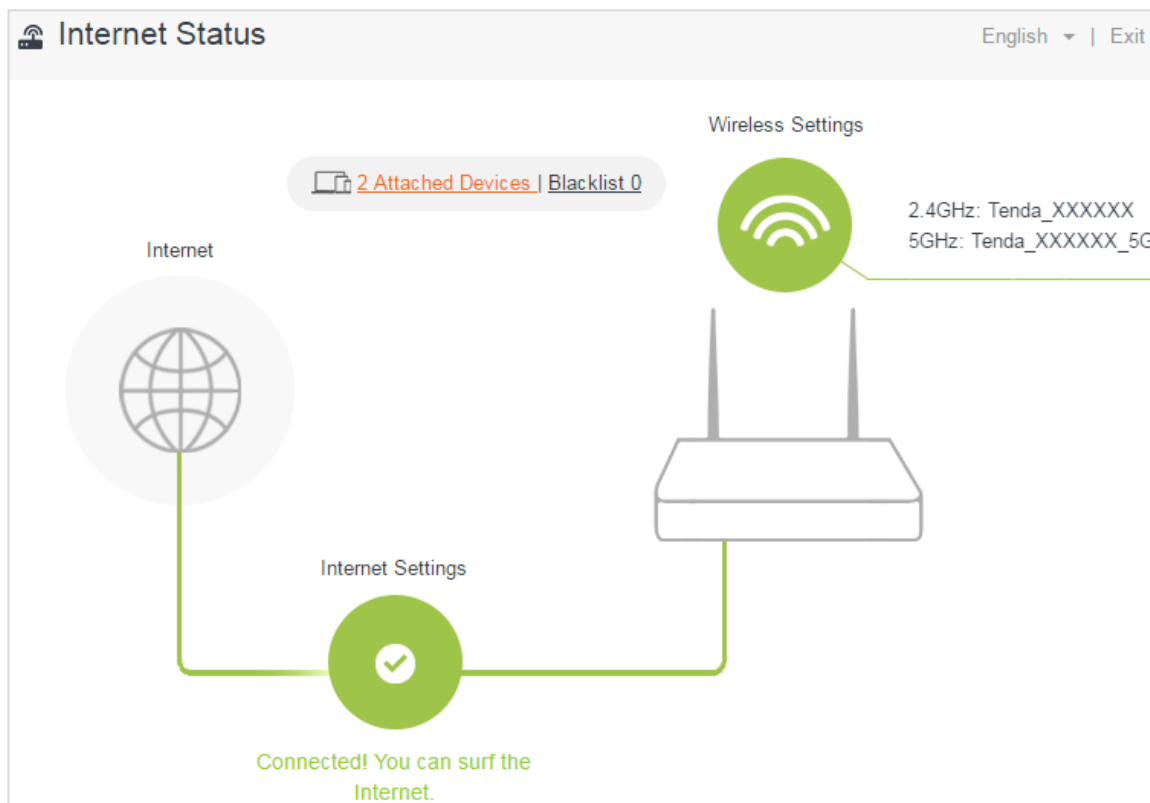 Internet Status
English | Exit
Wireless Settings
2 Attached Devices | Blacklist 0
2.4GHz: Tenda_XXXXXX
5GHz: Tenda_XXXXXX_5G
Internet
Internet Settings
Connected! You can surf the
Internet.